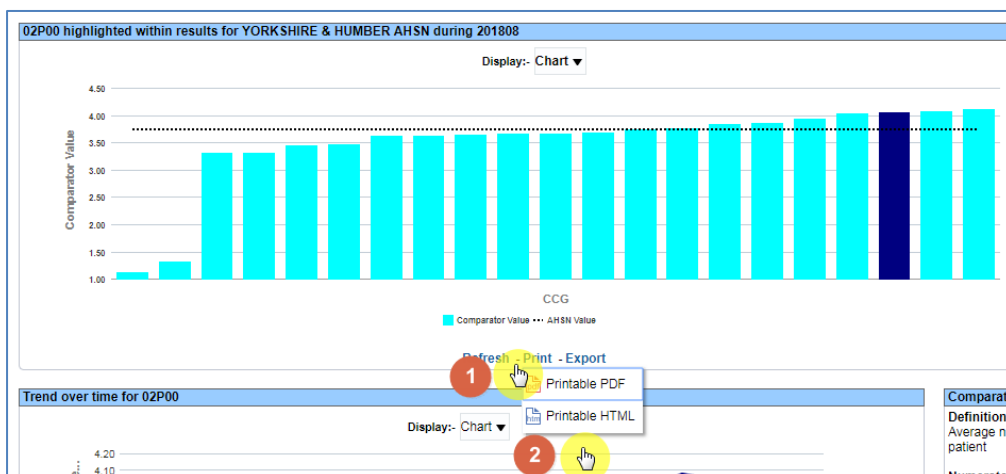 02P00 highlighted within results for YORKSHIRE & HUMBER AHSN during 201808
Display:- Chart
4.50
4.00
3.50
3.00
2.50
2.00
1.50
1.00
Comparator Value
CCG
Comparator Value AHSN Value
Refresh - Print - Export
1
Printable PDF
Printable HTML
2
Trend over time for 02P00
Display:- Chart
4.20
4.10
Definition
Average
patient